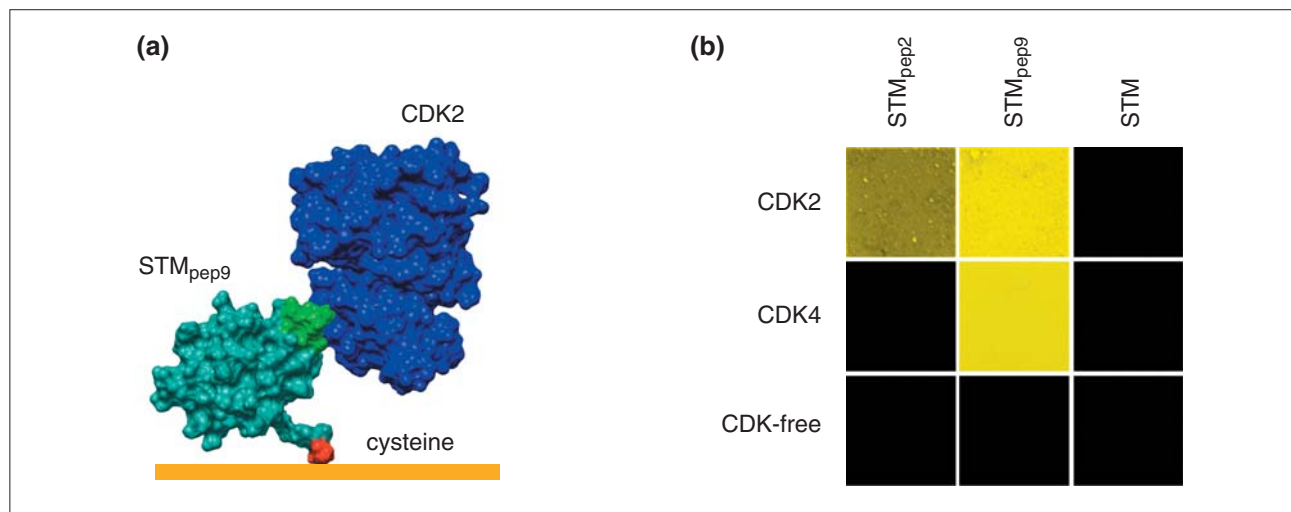 (a)
CDK2
STMpep9
cysteine
(b)
STMpep2
STMpep9
STM
CDK2
CDK4
CDK-free